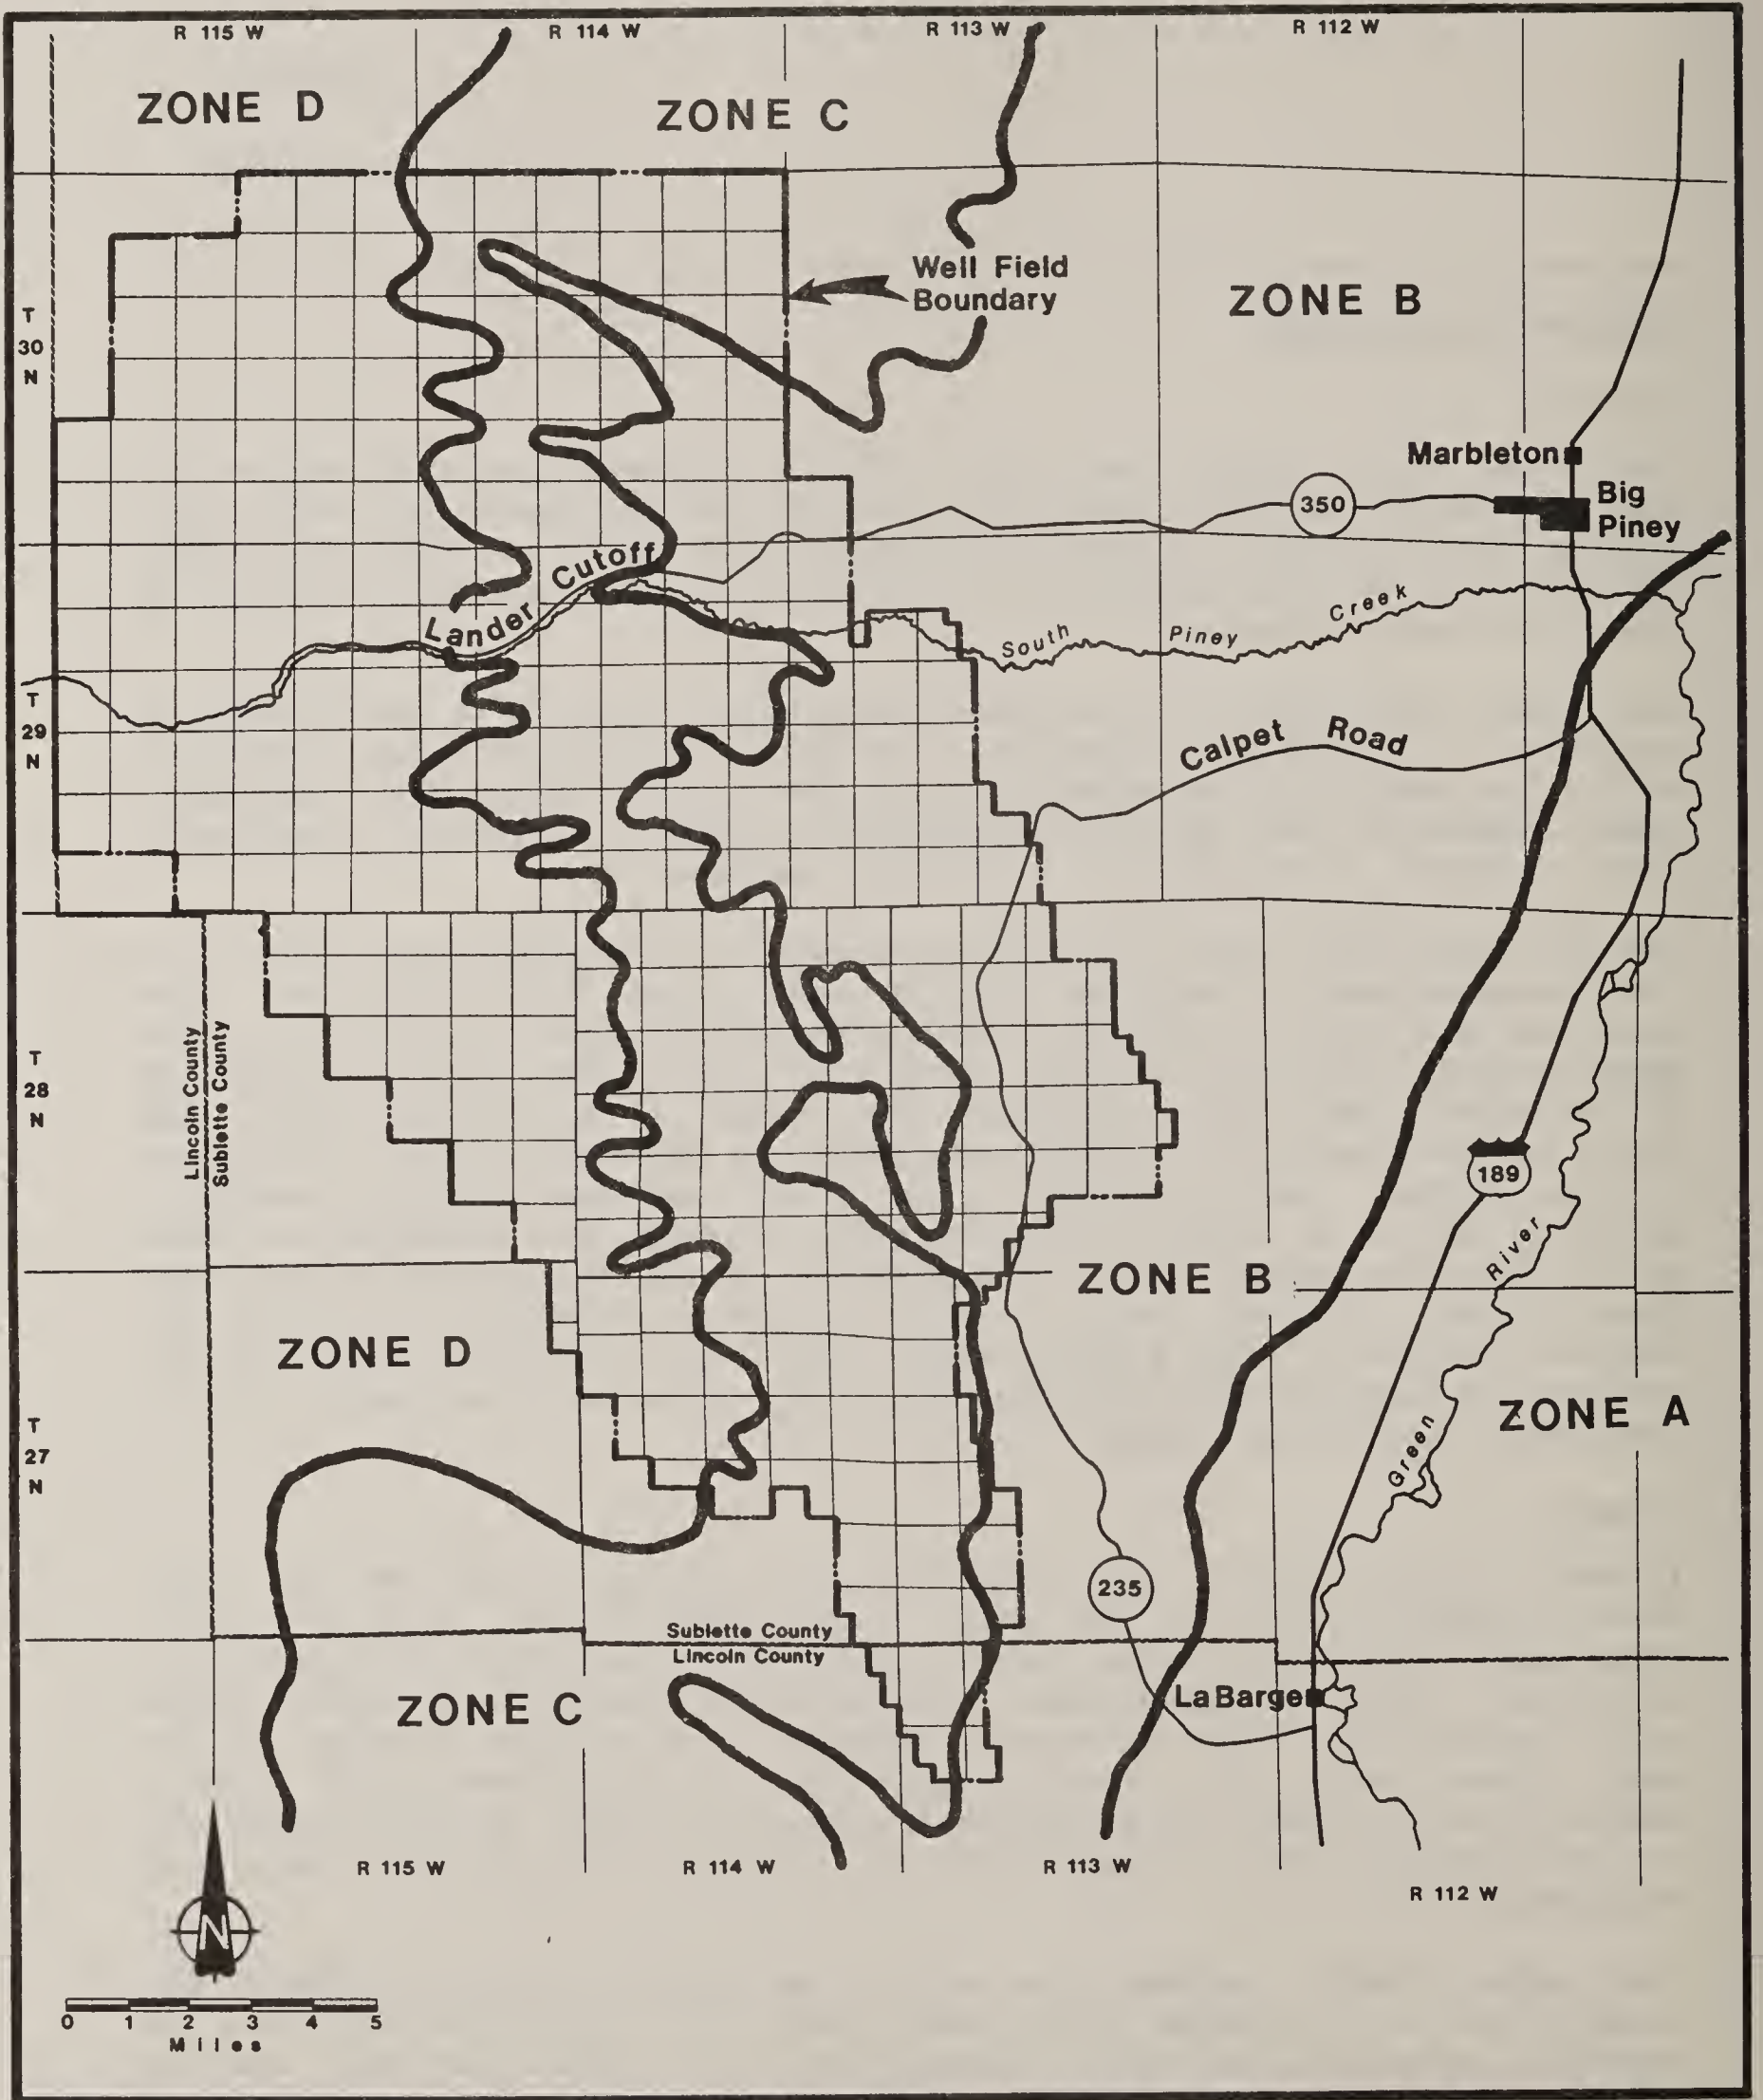 R 115 W
R 114 W
R 113 W
R 112 W
ZONE D
ZONE C
Well Field
Boundary
ZONE B
T
30
N
Marbleton
350
Big
Piney
Lander Cutoff
South Piney Creek
T
29
N
Calpet Road
T
28
N
Lincoln County
Sublette County
189
Green River
ZONE B
ZONE D
ZONE A
T
27
N
235
Sublette County
Lincoln County
ZONE C
La Barge
R 115 W
R 114 W
R 113 W
R 112 W
N
0 1 2 3 4 5
Miles